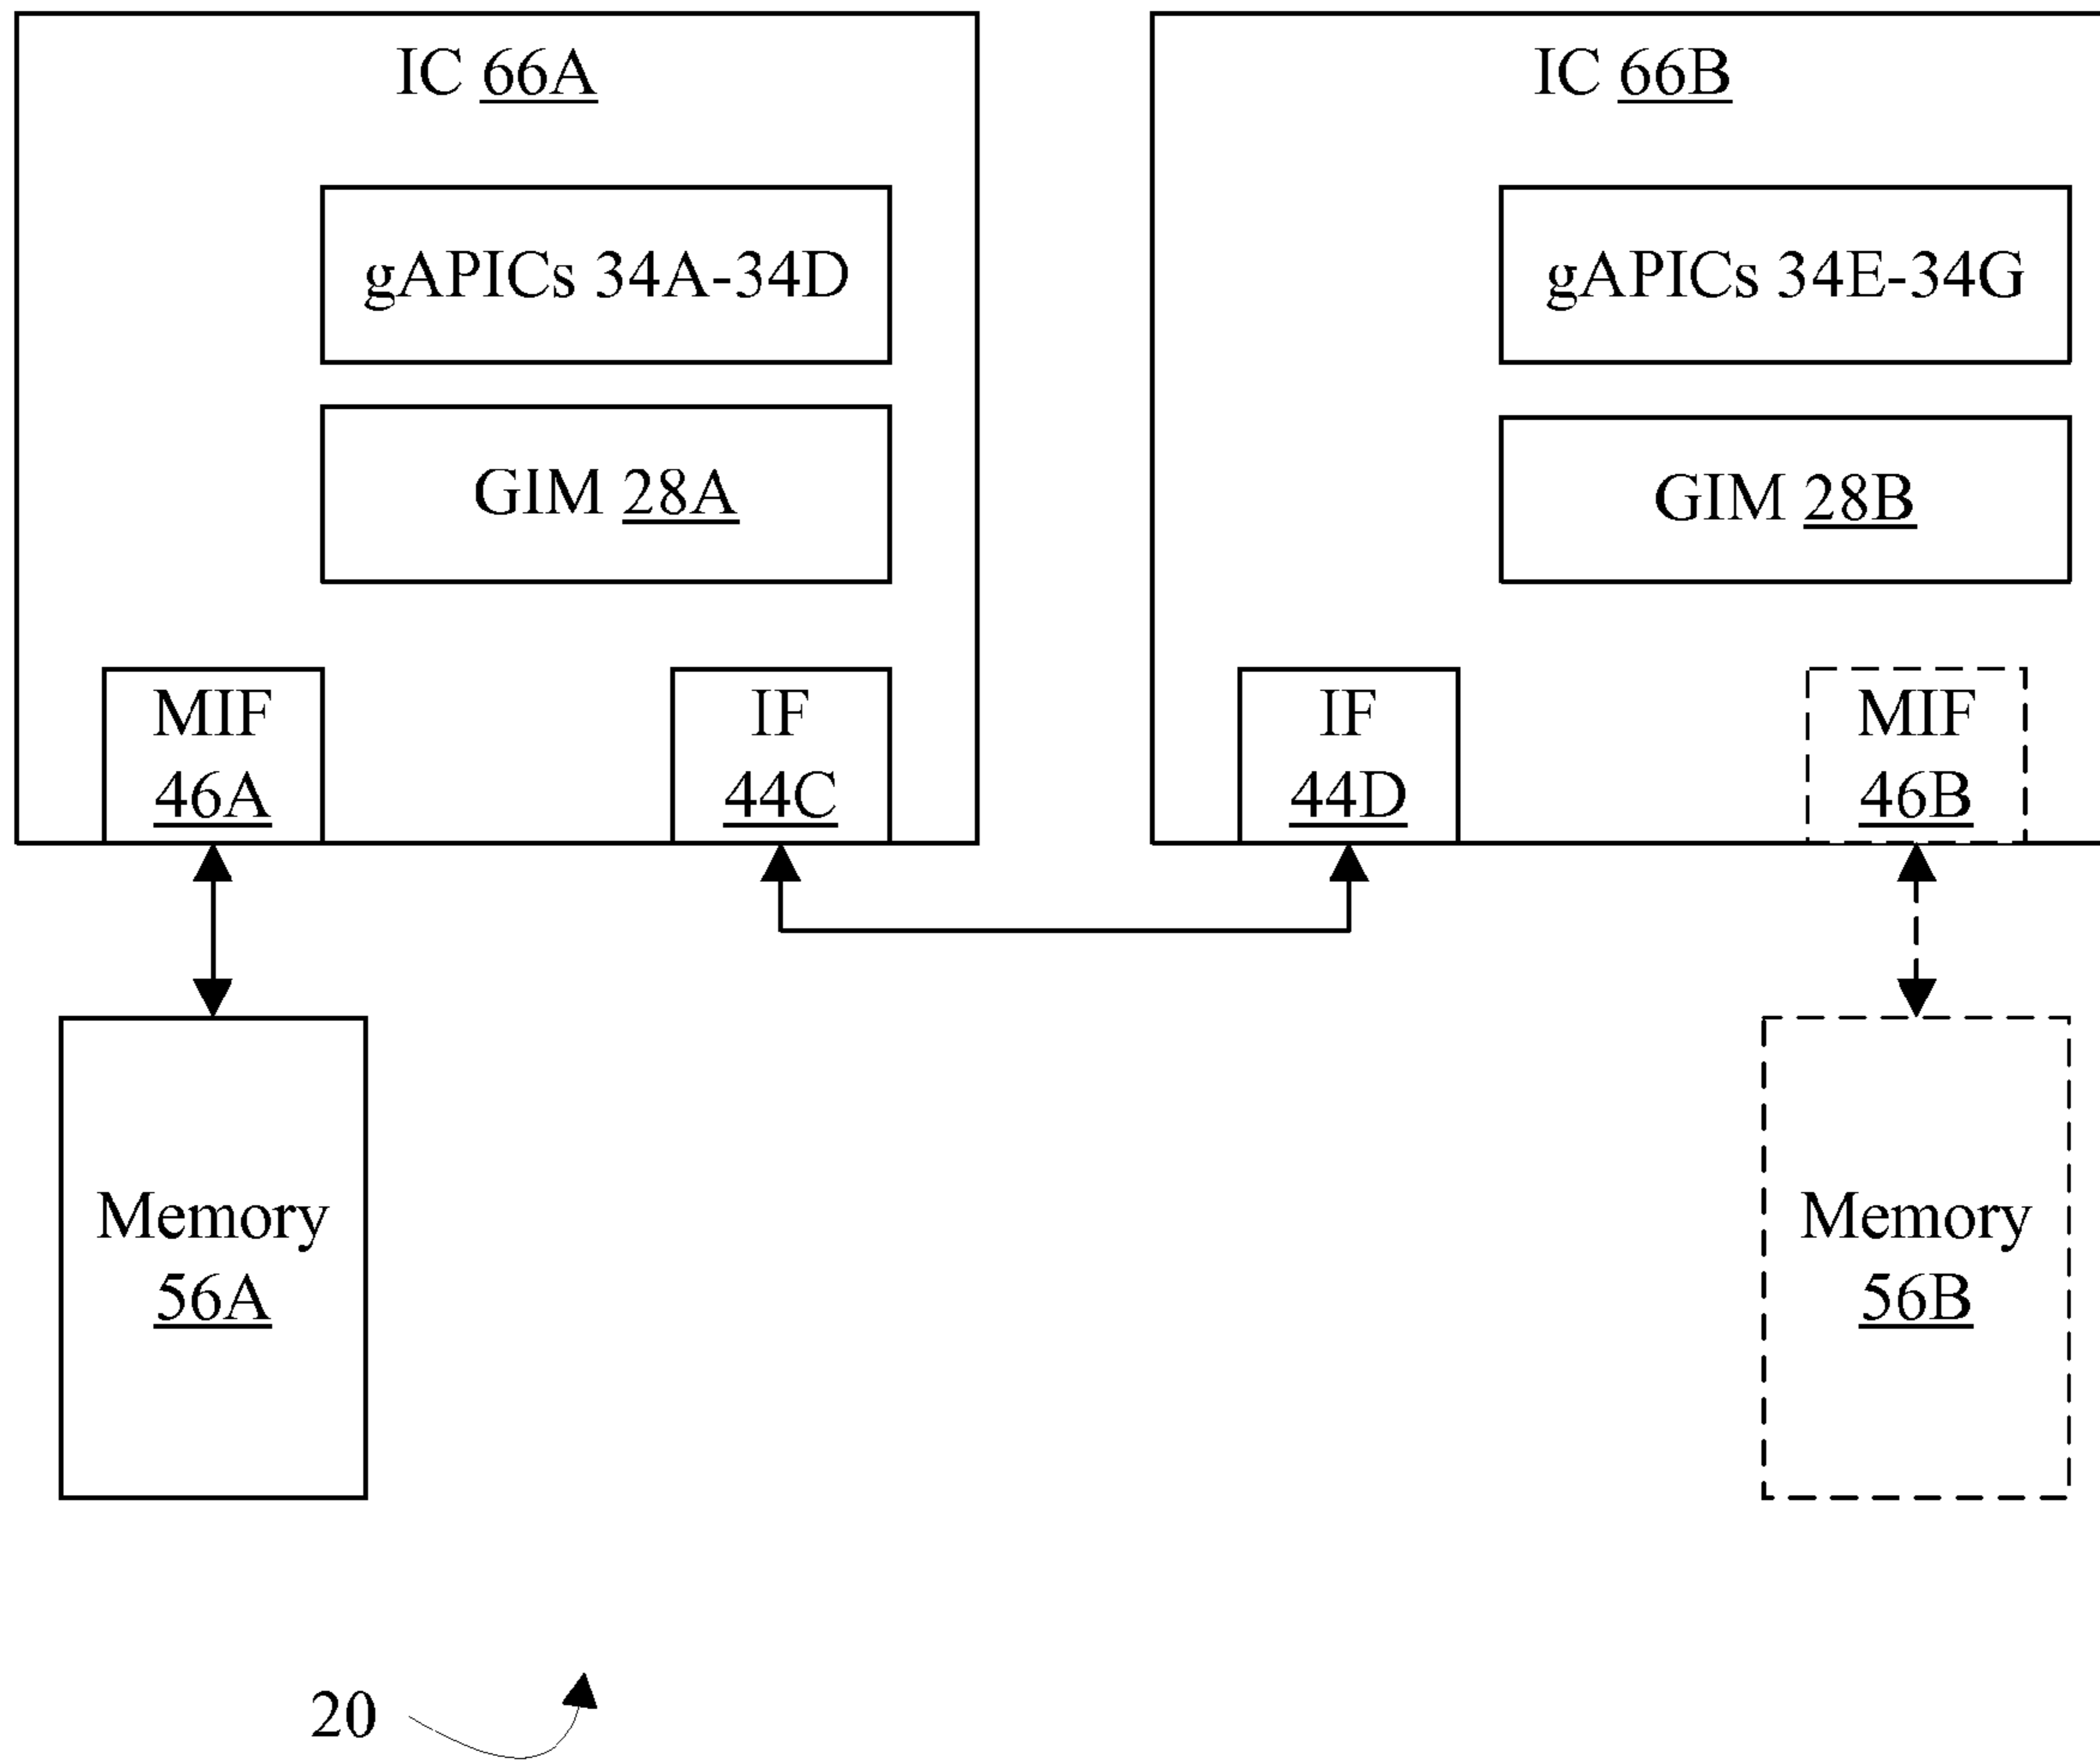 IC 66A
gAPICs 34A-34D
GIM 28A
MIF
46A
IF
44C
IC 66B
gAPICs 34E-34G
GIM 28B
IF
44D
MIF
46B
Memory
56A
Memory
56B
20